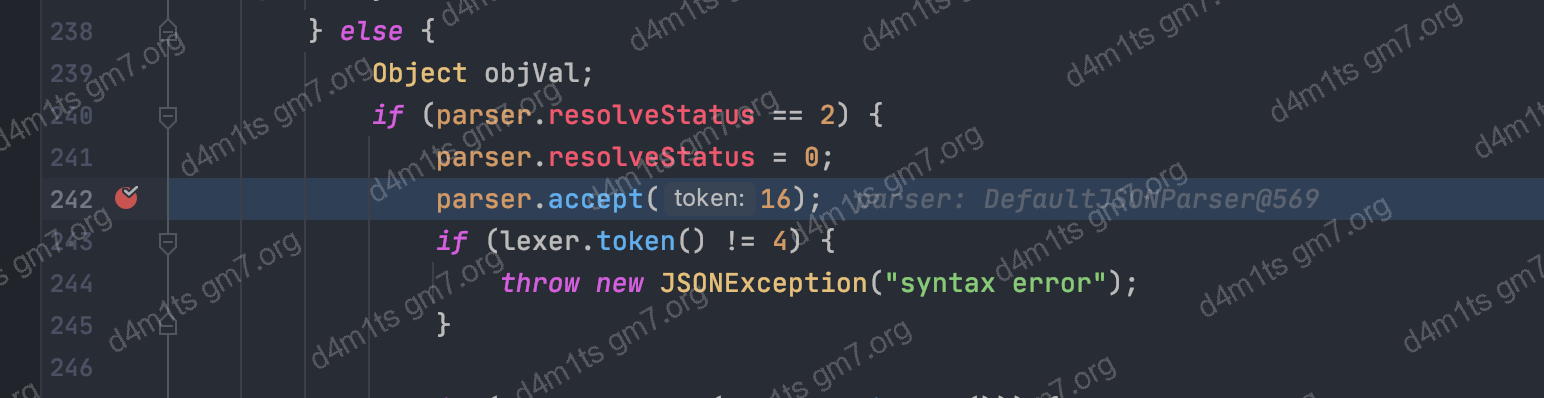 238 } else {
239 Object objVal;
240 if (parser.resolveStatus == 2) {
241 parser.resolveStatus = 0;
242 parser.accept( token: 16); parser: DefaultJSONParser@569
243 if (lexer.token() != 4) {
244 throw new JSONException("syntax error");
245 }
246
d4m1ts gm7.org